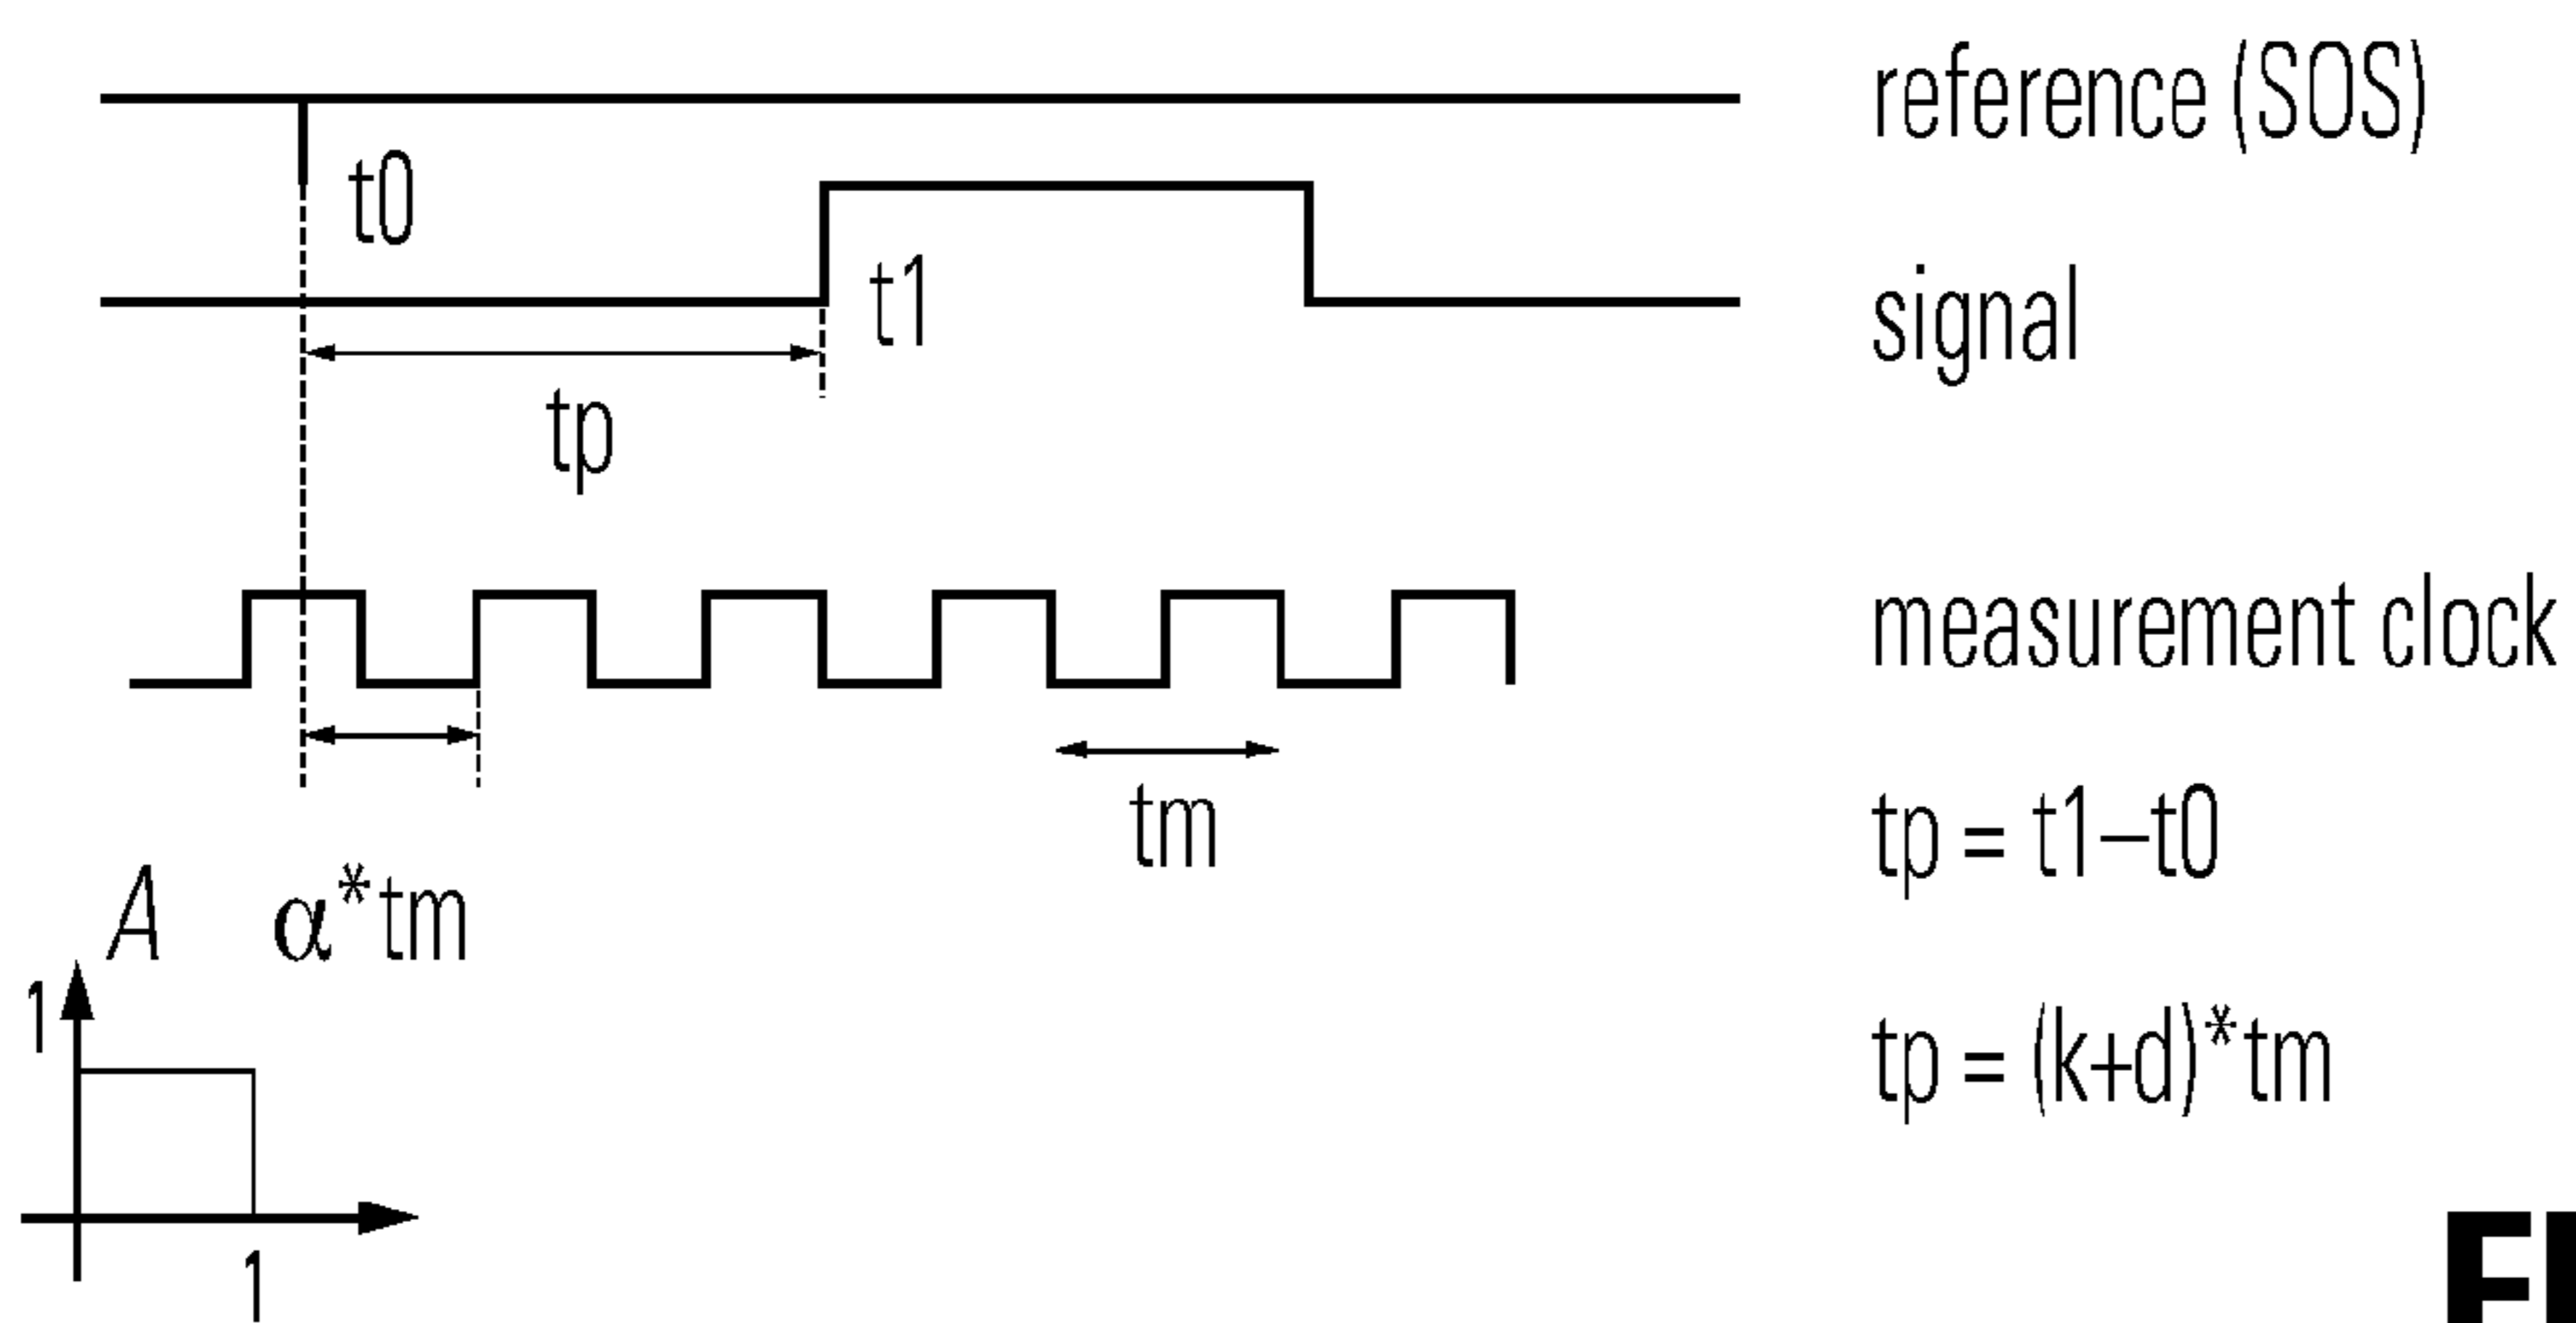 reference (SOS)
t0
t1
signal
tp
measurement clock
tm
tp = t1–t0
A
α*tm
1
tp = (k+d)*tm
1